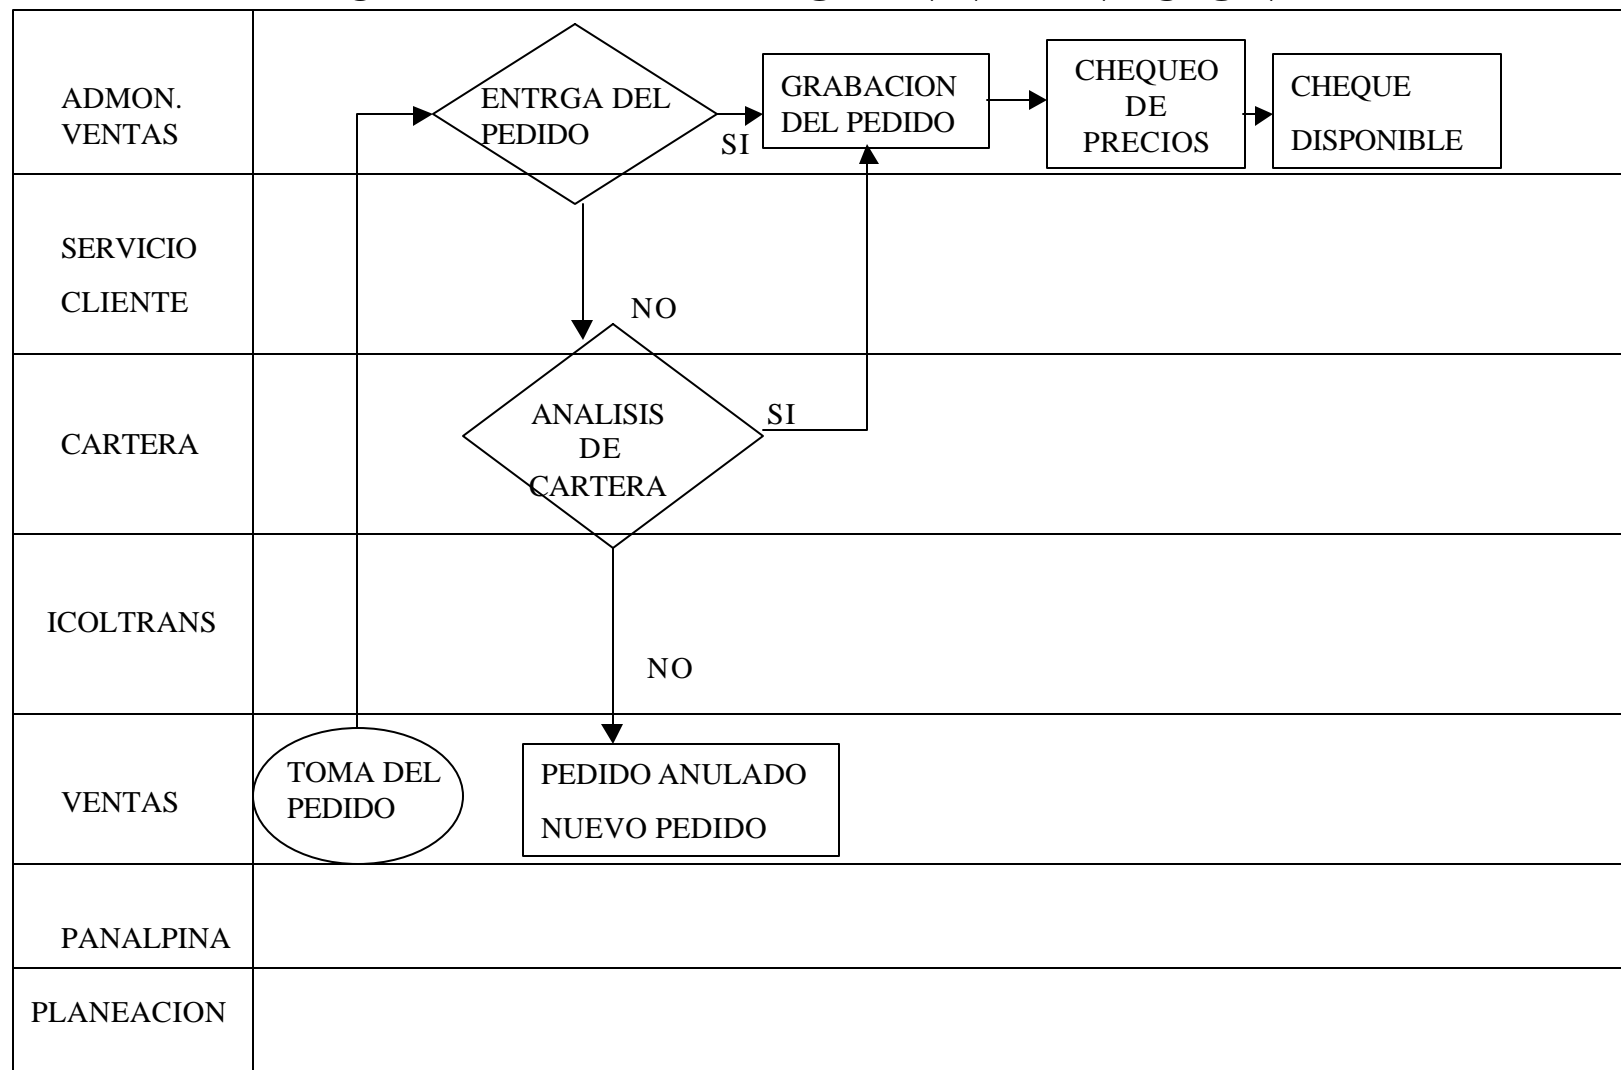 ADMON.
VENTAS
ENTRGA DEL
PEDIDO
SI
GRABACION
DEL PEDIDO
CHEQUEO
DE
PRECIOS
CHEQUE
DISPONIBLE
SERVICIO
CLIENTE
NO
CARTERA
ANALISIS
DE
CARTERA
SI
ICOLTRANS
NO
VENTAS
TOMA DEL
PEDIDO
PEDIDO ANULADO
NUEVO PEDIDO
PANALPINA
PLANEACION